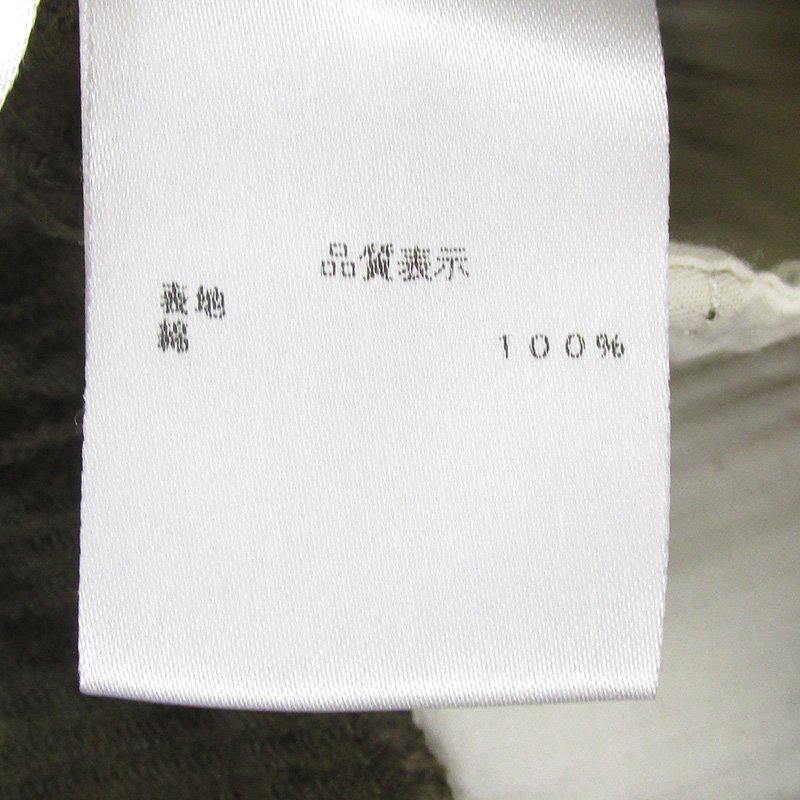 品質表示
表地
綿 １００％